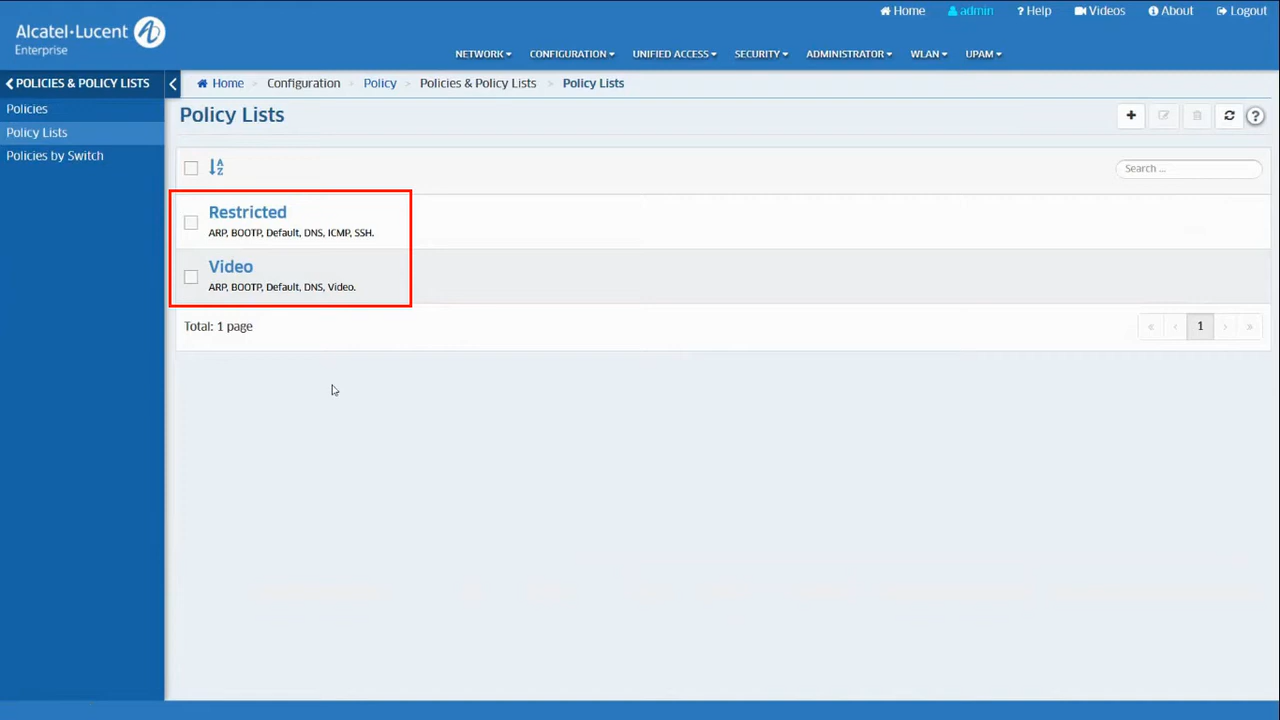 Home admin ? Help Videos About Logout
Alcatel·Lucent
Enterprise
NETWORK CONFIGURATION UNIFIED ACCESS SECURITY ADMINISTRATOR WLAN UPAM
POLICIES & POLICY LISTS
Home > Configuration > Policy > Policies & Policy Lists > Policy Lists
Policies
Policy Lists
Policies by Switch
Policy Lists
+ ?
A
Z
Search ...
Restricted
ARP, BOOTP, Default, DNS, ICMP, SSH.
Video
ARP, BOOTP, Default, DNS, Video.
Total: 1 page
« ‹ 1 › »